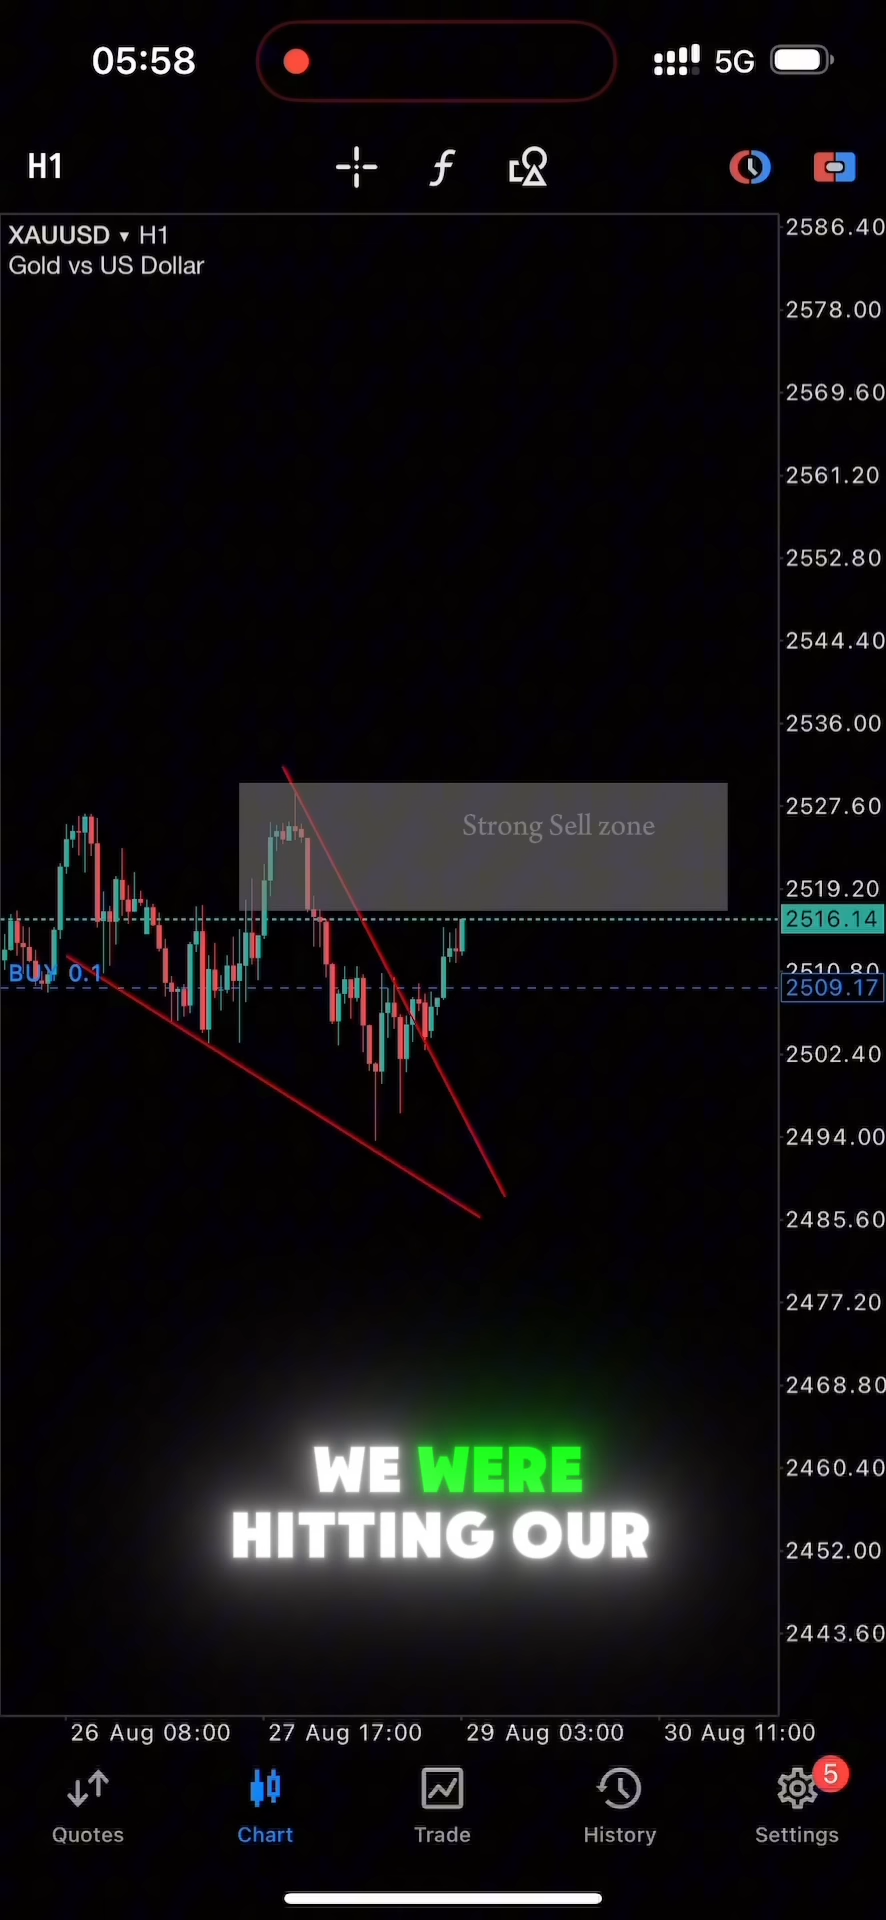 05:58
5G
H1
XAUUSD ▾ H1
Gold vs US Dollar
2586.40
2578.00
2569.60
2561.20
2552.80
2544.40
2536.00
2527.60
Strong Sell zone
2519.20
2516.14
2510.80
BUY 0.1
2509.17
2502.40
2494.00
2485.60
2477.20
2468.80
2460.40
2452.00
2443.60
WE WERE
HITTING OUR
26 Aug 08:00 27 Aug 17:00 29 Aug 03:00 30 Aug 11:00
5
Quotes Chart Trade History Settings